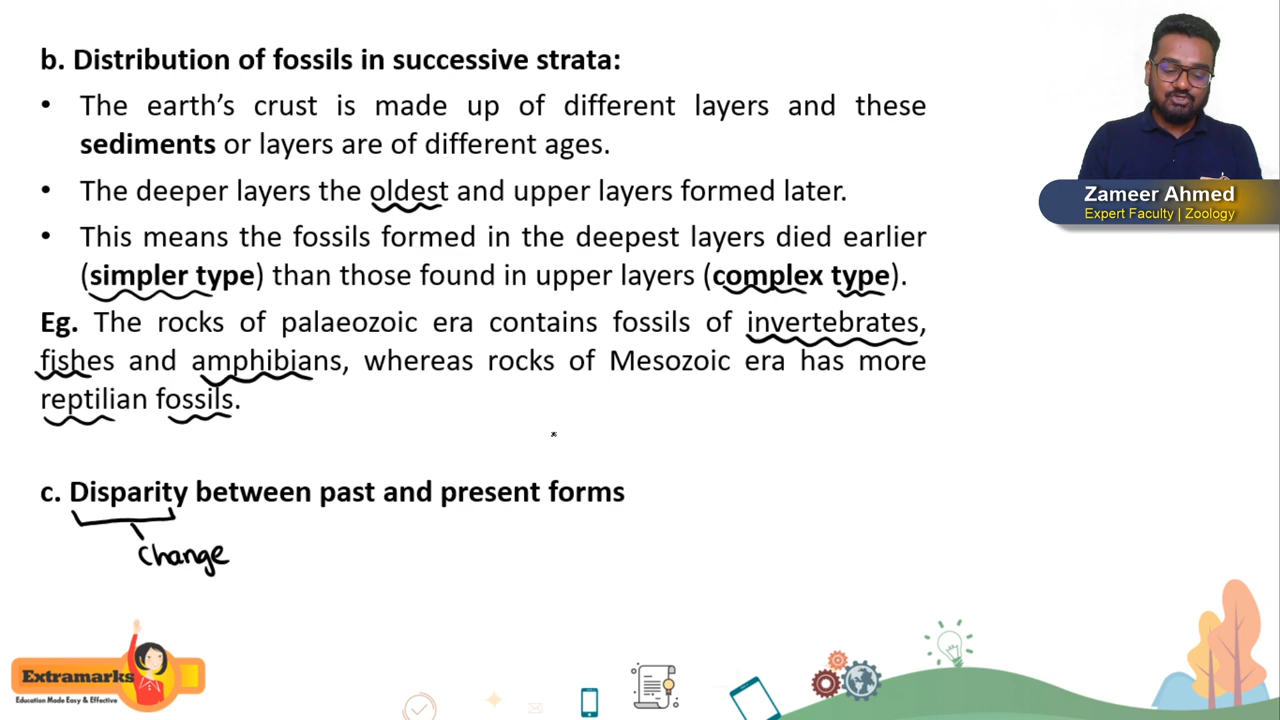 b. Distribution of fossils in successive strata:
• The earth’s crust is made up of different layers and these
sediments or layers are of different ages.
• The deeper layers the oldest and upper layers formed later.
• This means the fossils formed in the deepest layers died earlier
(simpler type) than those found in upper layers (complex type).
Eg. The rocks of palaeozoic era contains fossils of invertebrates,
fishes and amphibians, whereas rocks of Mesozoic era has more
reptilian fossils.
c. Disparity between past and present forms
Change
Zameer Ahmed
Expert Faculty | Zoology
Extramarks
Education Made Easy & Effective